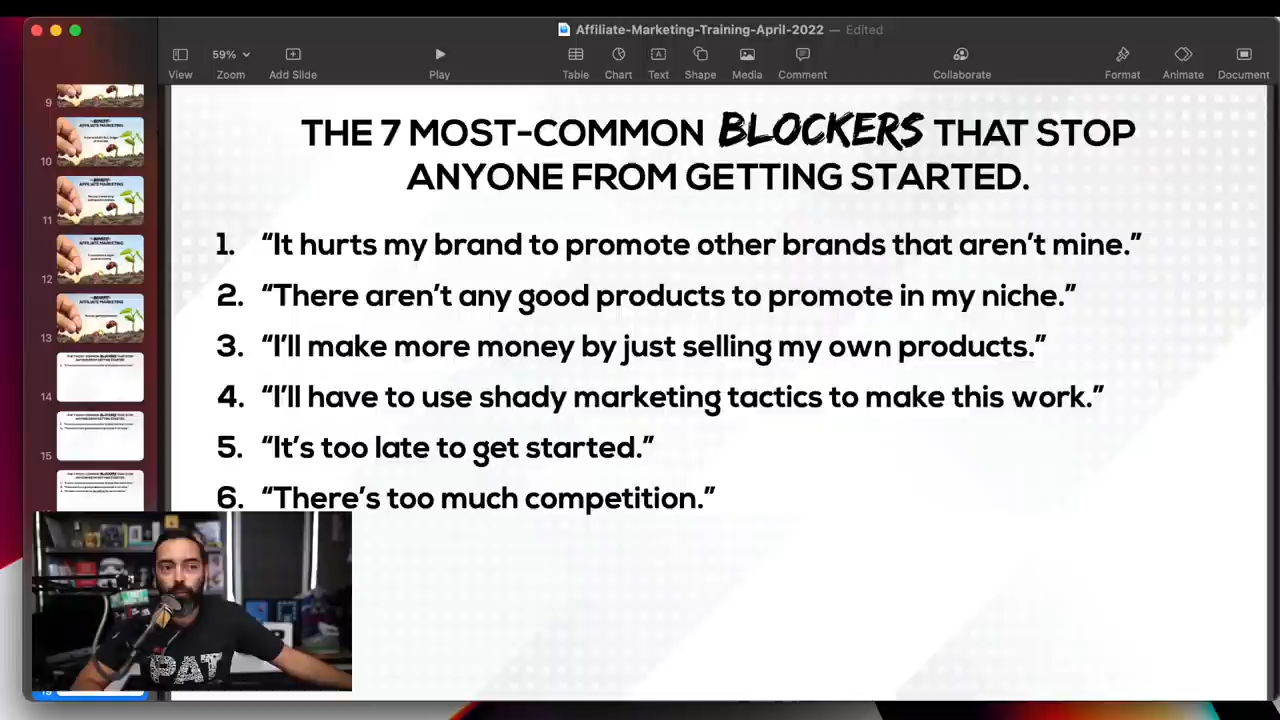 Affiliate-Marketing-Training-April-2022 — Edited
59%
View Zoom Add Slide Play Table Chart Text Shape Media Comment Collaborate Format Animate Document
9
10
11
12
13
14
15
THE 7 MOST-COMMON BLOCKERS THAT STOP
ANYONE FROM GETTING STARTED.
1. “It hurts my brand to promote other brands that aren’t mine.”
2. “There aren’t any good products to promote in my niche.”
3. “I’ll make more money by just selling my own products.”
4. “I’ll have to use shady marketing tactics to make this work.”
5. “It’s too late to get started.”
6. “There’s too much competition.”
PAT